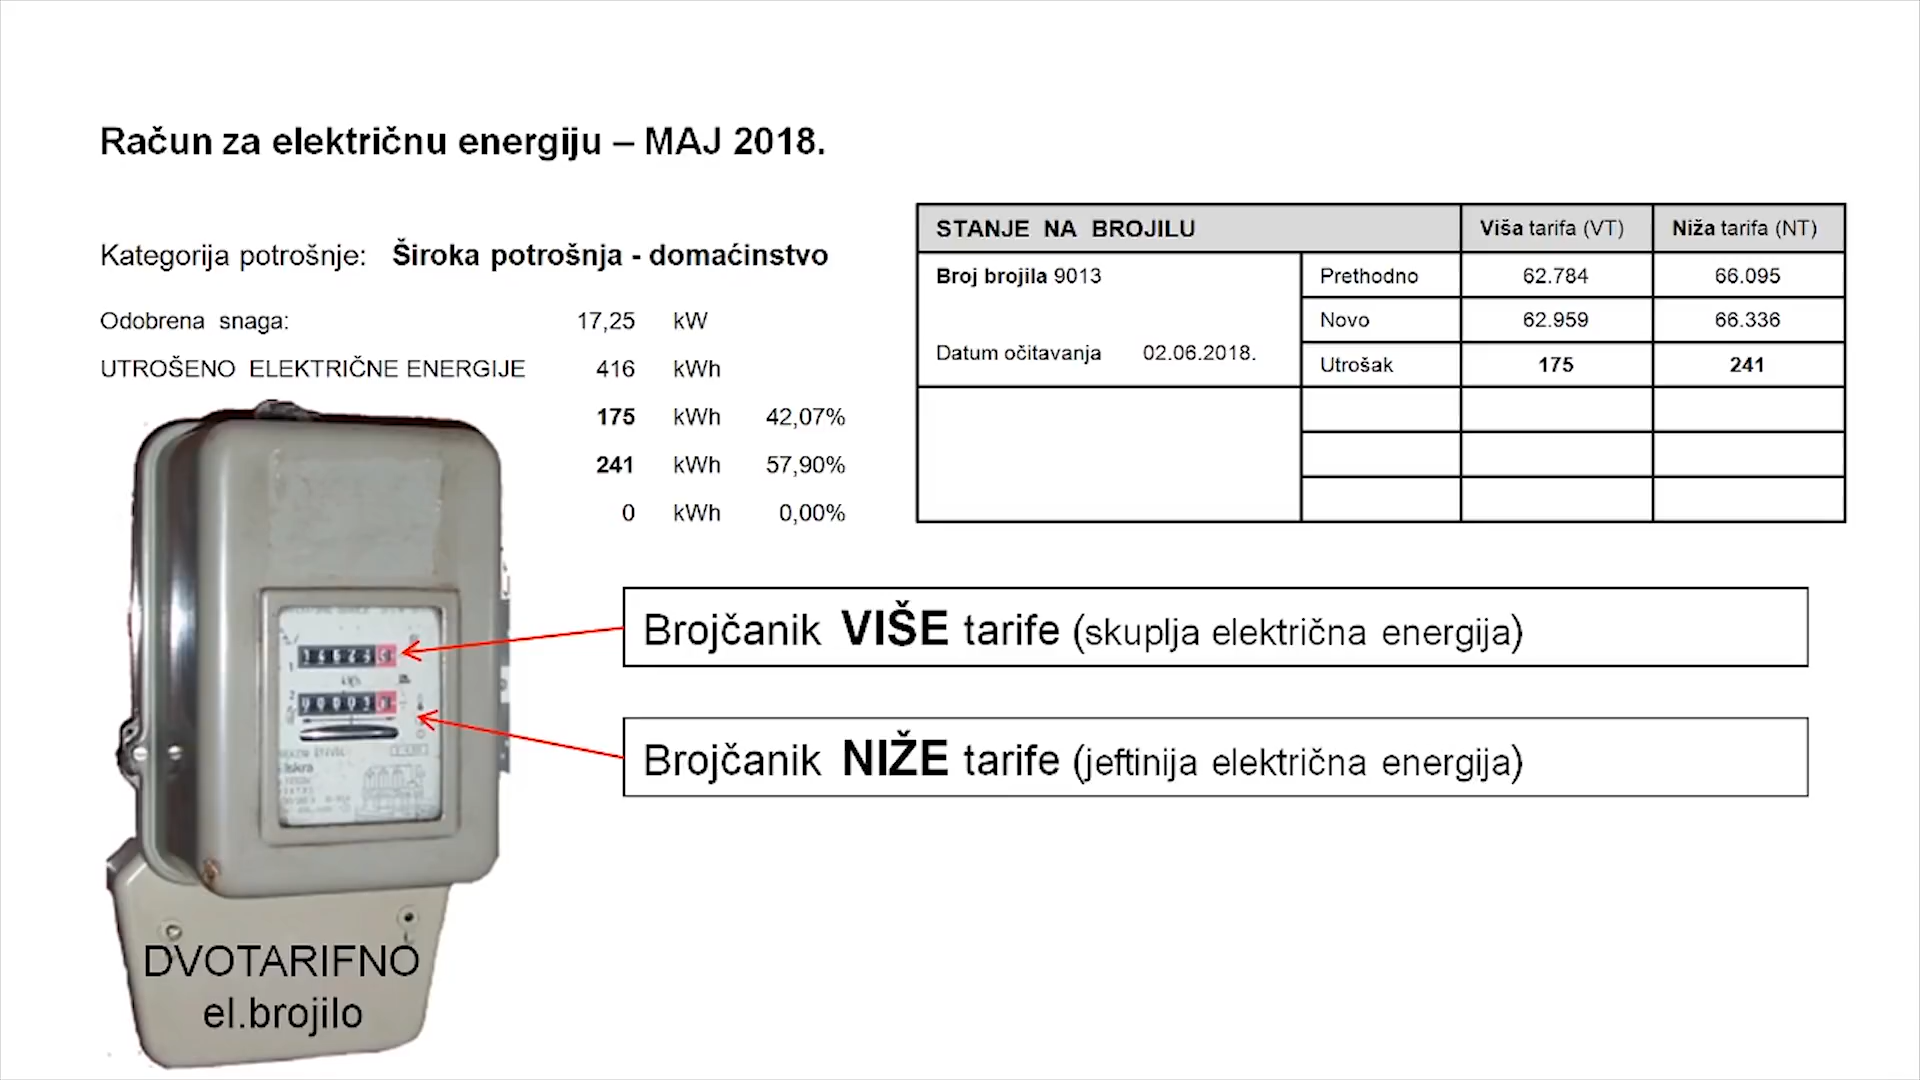 Račun za električnu energiju – MAJ 2018.
Kategorija potrošnje: Široka potrošnja - domaćinstvo
Odobrena snaga: 17,25 kW
UTROŠENO ELEKTRIČNE ENERGIJE 416 kWh
175 kWh 42,07%
241 kWh 57,90%
0 kWh 0,00%
STANJE NA BROJILU Viša tarifa (VT) Niža tarifa (NT)
Broj brojila 9013 Prethodno 62.784 66.095
Novo 62.959 66.336
Datum očitavanja 02.06.2018.
Utrošak 175 241
Brojčanik VIŠE tarife (skuplja električna energija)
Brojčanik NIŽE tarife (jeftinija električna energija)
Iskra
DVOTARIFNO
el.brojilo